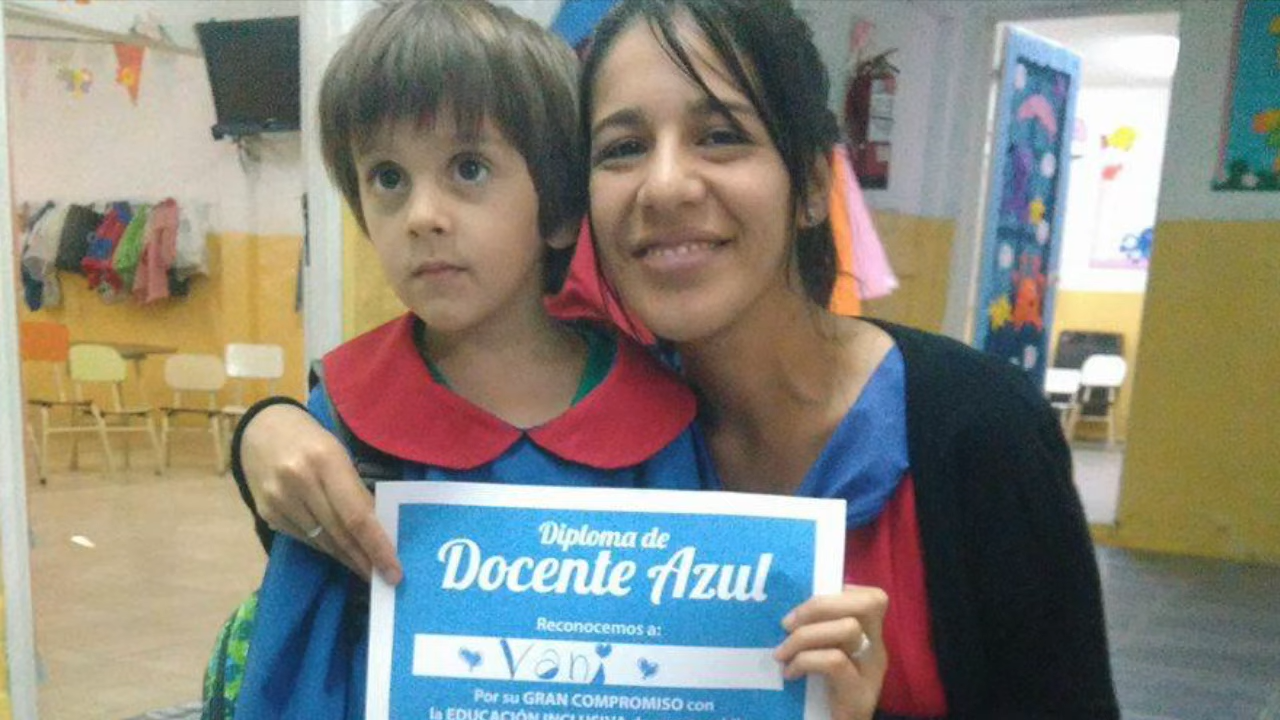 Diploma de
Docente Azul
Reconocemos a:
Vani
Por su GRAN COMPROMISO con
la EDUCACIÓN INCLUSIVA